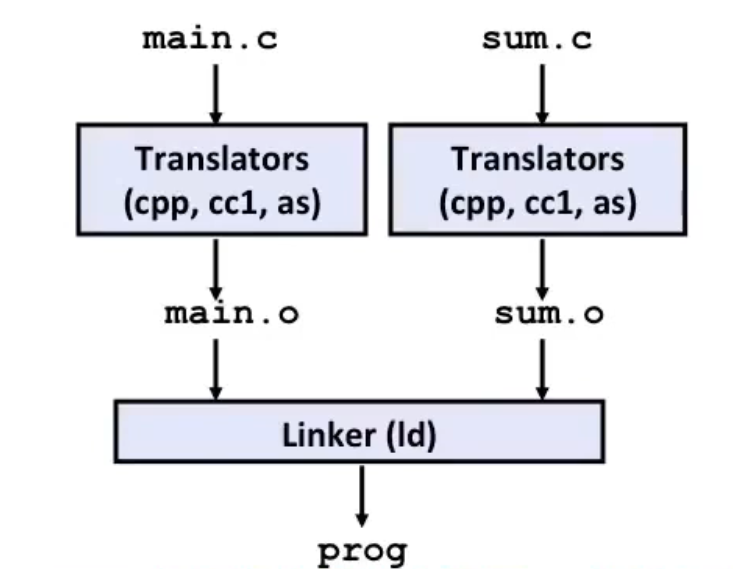 main.c
sum.c
Translators
(cpp, cc1, as)
Translators
(cpp, cc1, as)
main.o
sum.o
Linker (ld)
prog